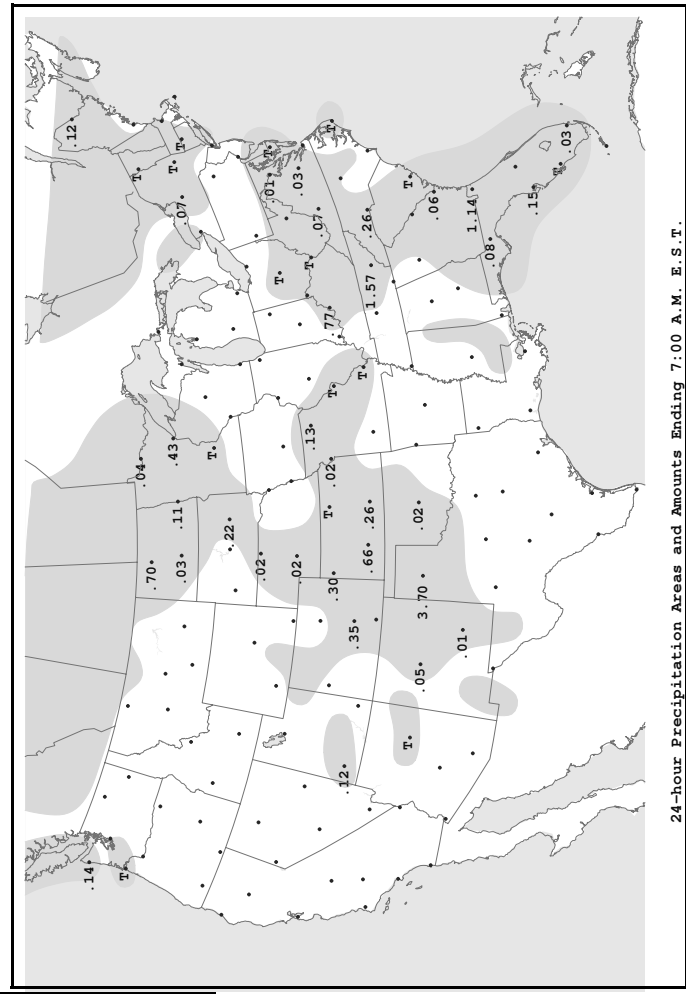 .12
.14
T
T
.04
.70
T
.43
.11
.03
T
.07
T
.22
.02
T
.01
T
.02
.03
T
.13
.07
T
.77
.02
T
T
.30
.12
.35
T
.26
.66
.26
1.57
T
T
.02
.05
3.70
.06
.01
1.14
.08
.15
T
.03
24-hour Precipitation Areas and Amounts Ending 7:00 A.M. E.S.T.